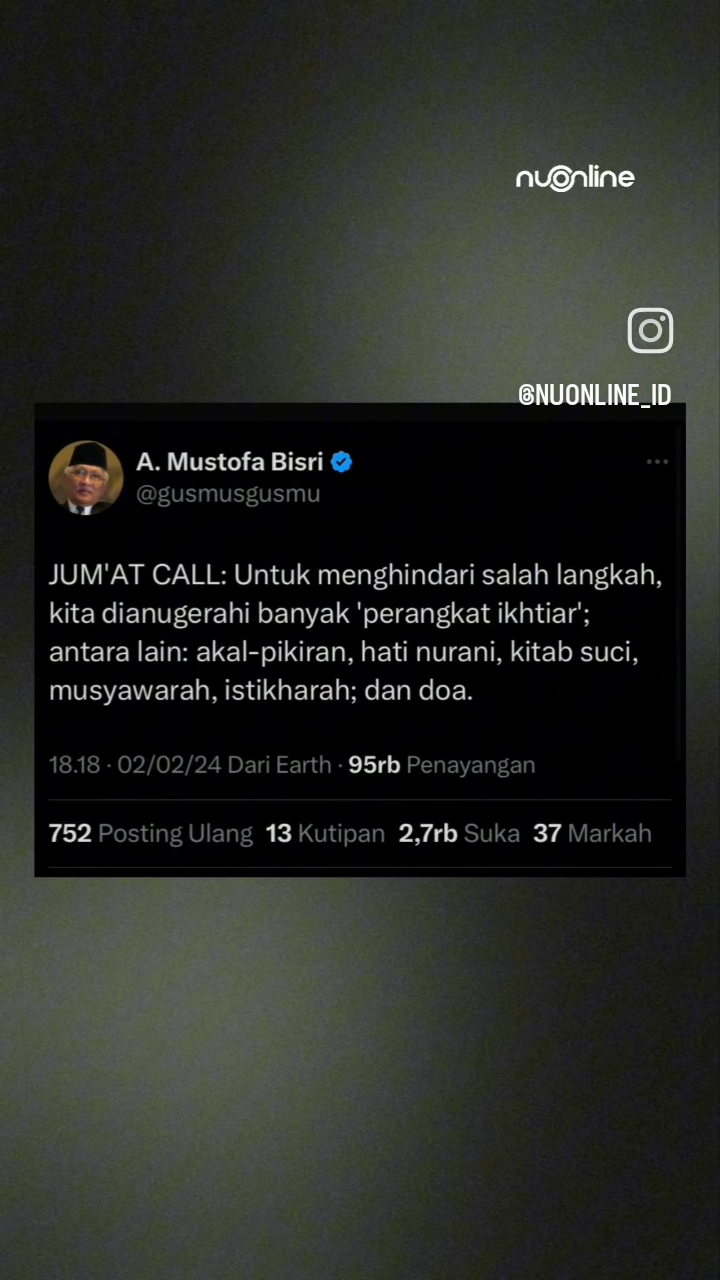 nuonline
@NUONLINE_ID
A. Mustofa Bisri
@gusmusgusmu
JUM'AT CALL: Untuk menghindari salah langkah,
kita dianugerahi banyak 'perangkat ikhtiar';
antara lain: akal-pikiran, hati nurani, kitab suci,
musyawarah, istikharah; dan doa.
18.18 · 02/02/24 Dari Earth · 95rb Penayangan
752 Posting Ulang 13 Kutipan 2,7rb Suka 37 Markah